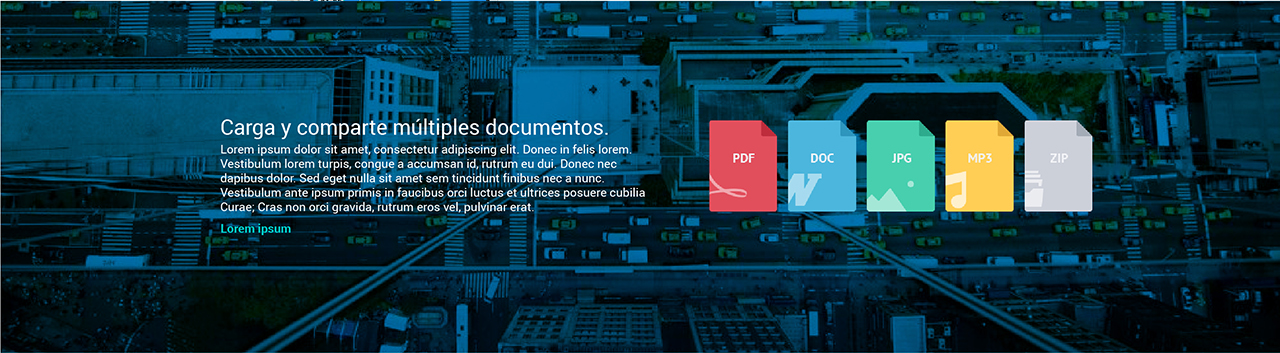 Carga y comparte múltiples documentos.
Lorem ipsum dolor sit amet, consectetur adipiscing elit. Donec in felis lorem.
Vestibulum lorem turpis, congue a accumsan id, rutrum eu dui. Donec nec
dapibus dolor. Sed eget nulla sit amet sem tincidunt finibus nec a nunc.
Vestibulum ante ipsum primis in faucibus orci luctus et ultrices posuere cubilia
Curae; Cras non orci gravida, rutrum eros vel, pulvinar erat.
Lorem ipsum
PDF DOC JPG MP3 ZIP